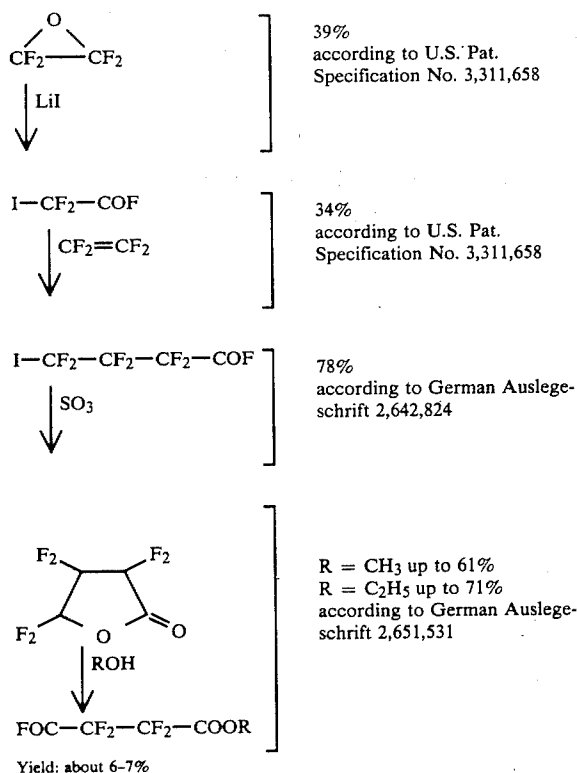 O
CF2 CF2
LiI
39%
according to U.S. Pat.
Specification No. 3,311,658
I—CF2—COF
CF2=CF2
34%
according to U.S. Pat.
Specification No. 3,311,658
I—CF2—CF2—CF2—COF
SO3
78%
according to German Auslege-
schrift 2,642,824
F2 F2
F2 O O
ROH
R = CH3 up to 61%
R = C2H5 up to 71%
according to German Auslege-
schrift 2,651,531
FOC—CF2—CF2—COOR
Yield: about 6-7%